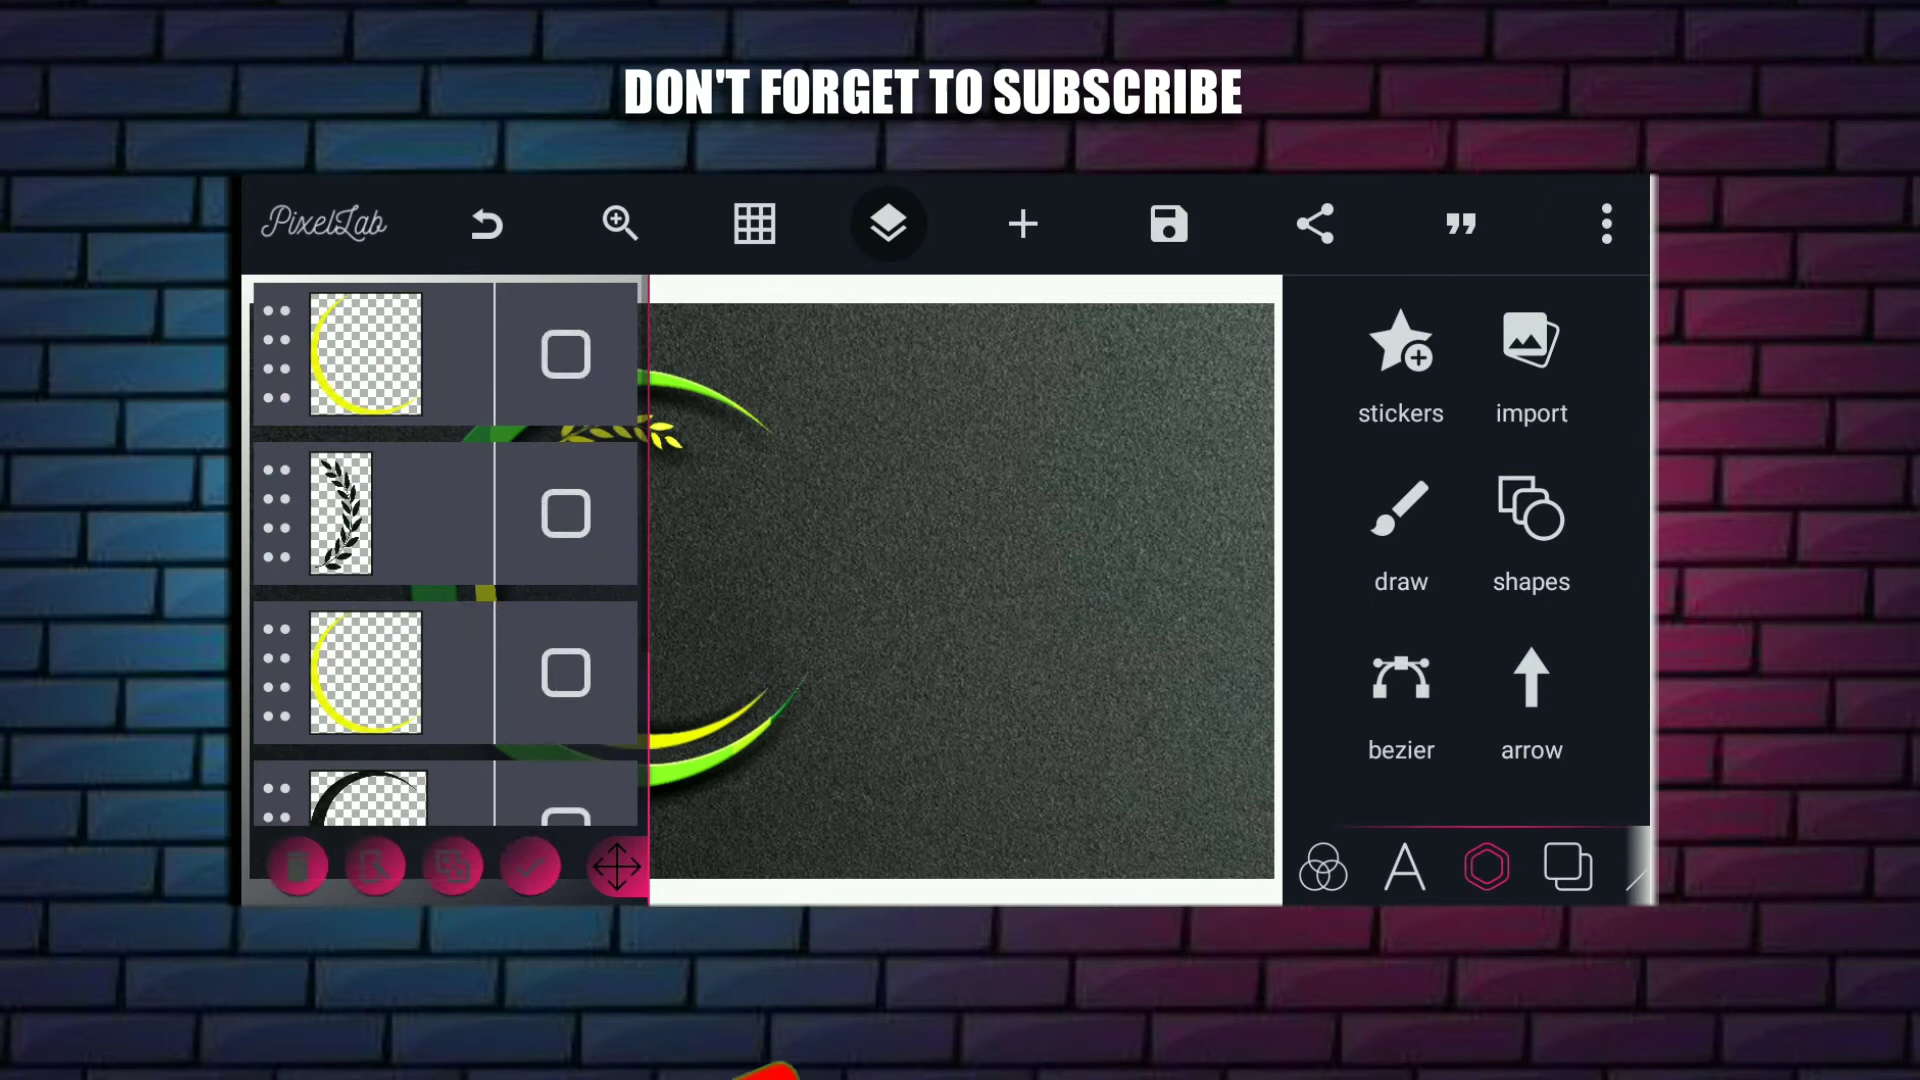 DON'T FORGET TO SUBSCRIBE
PixelLab
stickers
import
draw
shapes
bezier
arrow